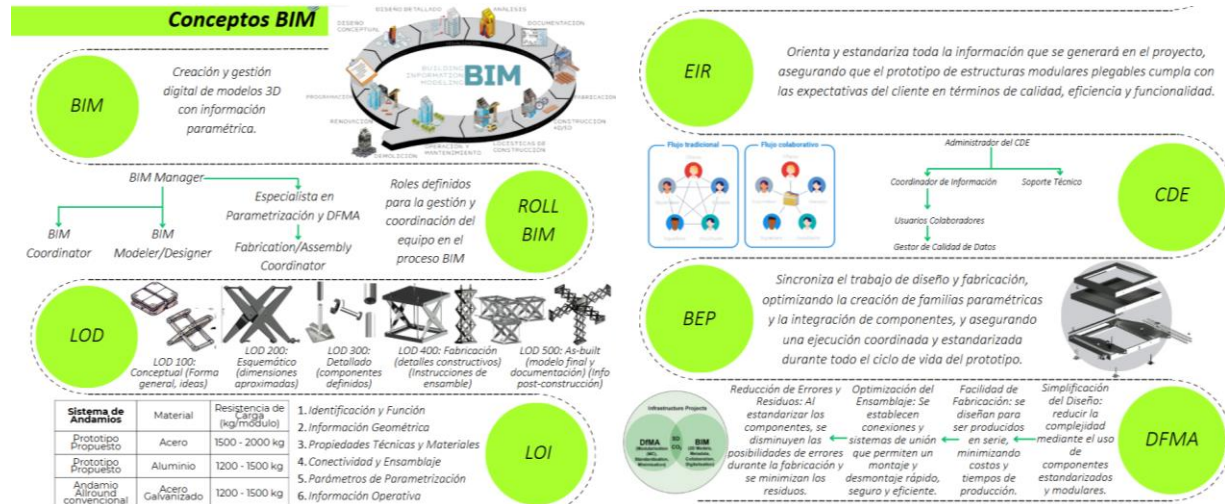 Conceptos BIM
DISEÑO CONCEPTUAL
DISEÑO DETALLADO
ANÁLISIS
DOCUMENTACIÓN
FABRICACIÓN
CONSTRUCCIÓN 4D/5D
LOGÍSTICAS DE CONSTRUCCIÓN
OPERACIÓN Y MANTENIMIENTO
DEMOLICIÓN
RENOVACIÓN
PROGRAMACIÓN
BUILDING
INFORMATION
MODELING
BIM
BIM
Creación y gestión
digital de modelos 3D
con información
paramétrica.
BIM Manager
Especialista en
Parametrización y DFMA
BIM
Coordinator
BIM
Modeler/Designer
Fabrication/Assembly
Coordinator
Roles definidos
para la gestión y
coordinación del
equipo en el
proceso BIM
ROLL
BIM
LOD
LOD 100:
Conceptual (Forma
general, ideas)
LOD 200:
Esquemático
(dimensiones
aproximadas)
LOD 300:
Detallado
(componentes
definidos)
LOD 400: Fabricación
(detalles constructivos)
(Instrucciones de
ensamble)
LOD 500: As-built
(modelo final y
documentación) (Info
post-construcción)
Sistema de Andamios Material Resistencia de Carga (kg/módulo)
Prototipo Propuesto Acero 1500 - 2000 kg
Prototipo Propuesto Aluminio 1200 - 1500 kg
Andamio Allround convencional Acero Galvanizado 1200 - 1500 kg
1. Identificación y Función
2. Información Geométrica
3. Propiedades Técnicas y Materiales
4. Conectividad y Ensamblaje
5. Parámetros de Parametrización
6. Información Operativa
LOI
EIR
Orienta y estandariza toda la información que se generará en el proyecto,
asegurando que el prototipo de estructuras modulares plegables cumpla con
las expectativas del cliente en términos de calidad, eficiencia y funcionalidad.
Flujo tradicional
Flujo colaborativo
Administrador del CDE
Coordinador de Información
Soporte Técnico
Usuarios Colaboradores
Gestor de Calidad de Datos
CDE
BEP
Sincroniza el trabajo de diseño y fabricación,
optimizando la creación de familias paramétricas
y la integración de componentes, y asegurando
una ejecución coordinada y estandarizada
durante todo el ciclo de vida del prototipo.
Infrastructure Projects
DfMA
BIM
3D
CO₂
Reducción de Errores y
Residuos: Al
estandarizar los
componentes, se
disminuyen las
posibilidades de errores
durante la fabricación y
se minimizan los
residuos.
Optimización del
Ensamblaje: Se
establecen
conexiones y
sistemas de unión
que permiten un
montaje y
desmontaje rápido,
seguro y eficiente.
Facilidad de
Fabricación: se
diseñan para
ser producidos
en serie,
minimizando
costos y
tiempos de
producción.
Simplificación
del Diseño:
reducir la
complejidad
mediante el uso
de
componentes
estandarizados
y modulares.
DFMA